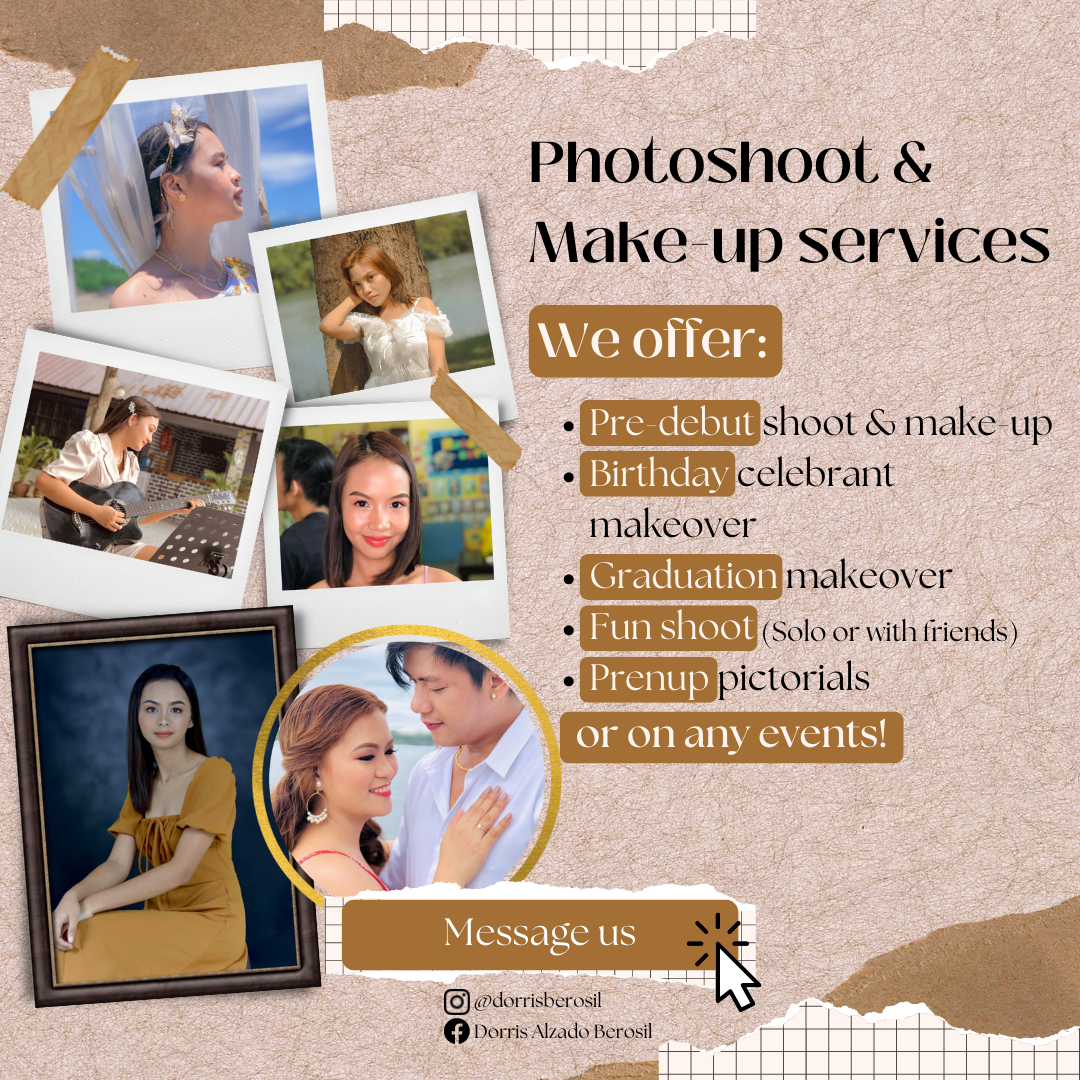 Photoshoot &
Make-up services
We offer:
• Pre-debut shoot & make-up
• Birthday celebrant
makeover
• Graduation makeover
• Fun shoot (Solo or with friends)
• Prenup pictorials
or on any events!
Message us
@dorrisberosil
Dorris Alzado Berosil